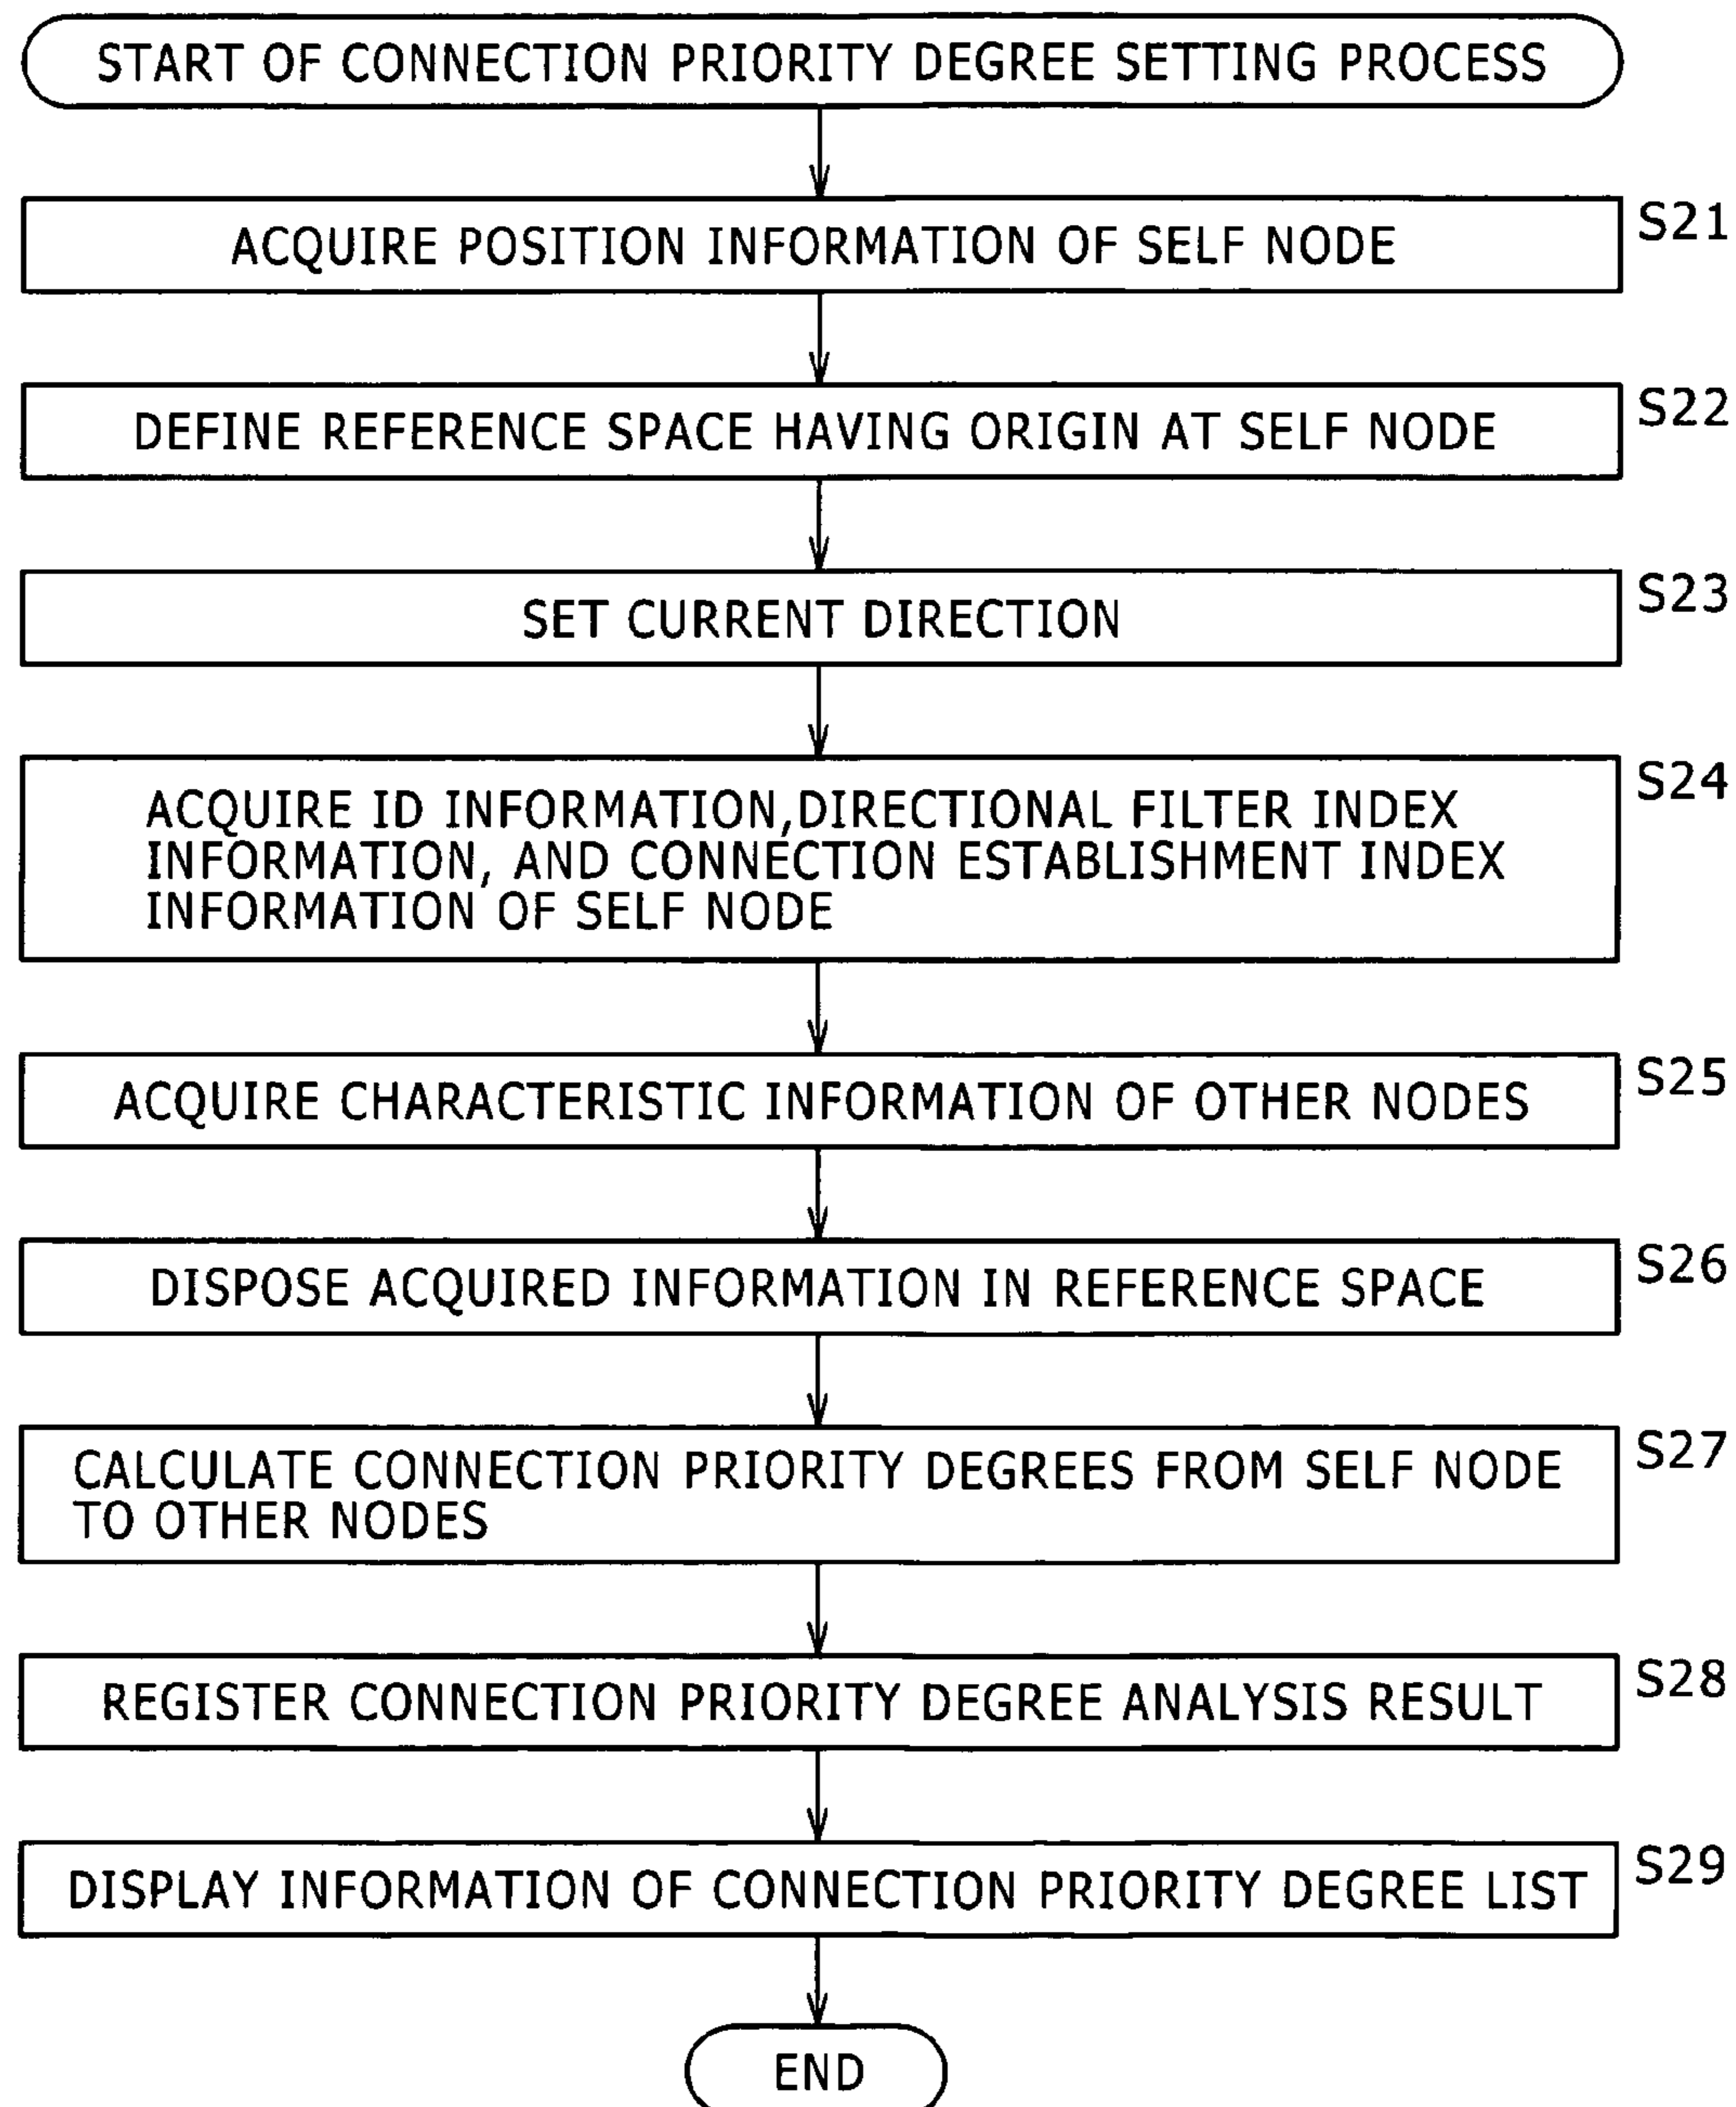 START OF CONNECTION PRIORITY DEGREE SETTING PROCESS
S21
ACQUIRE POSITION INFORMATION OF SELF NODE
S22
DEFINE REFERENCE SPACE HAVING ORIGIN AT SELF NODE
S23
SET CURRENT DIRECTION
S24
ACQUIRE ID INFORMATION,DIRECTIONAL FILTER INDEX
INFORMATION, AND CONNECTION ESTABLISHMENT INDEX
INFORMATION OF SELF NODE
S25
ACQUIRE CHARACTERISTIC INFORMATION OF OTHER NODES
S26
DISPOSE ACQUIRED INFORMATION IN REFERENCE SPACE
S27
CALCULATE CONNECTION PRIORITY DEGREES FROM SELF NODE
TO OTHER NODES
S28
REGISTER CONNECTION PRIORITY DEGREE ANALYSIS RESULT
S29
DISPLAY INFORMATION OF CONNECTION PRIORITY DEGREE LIST
END